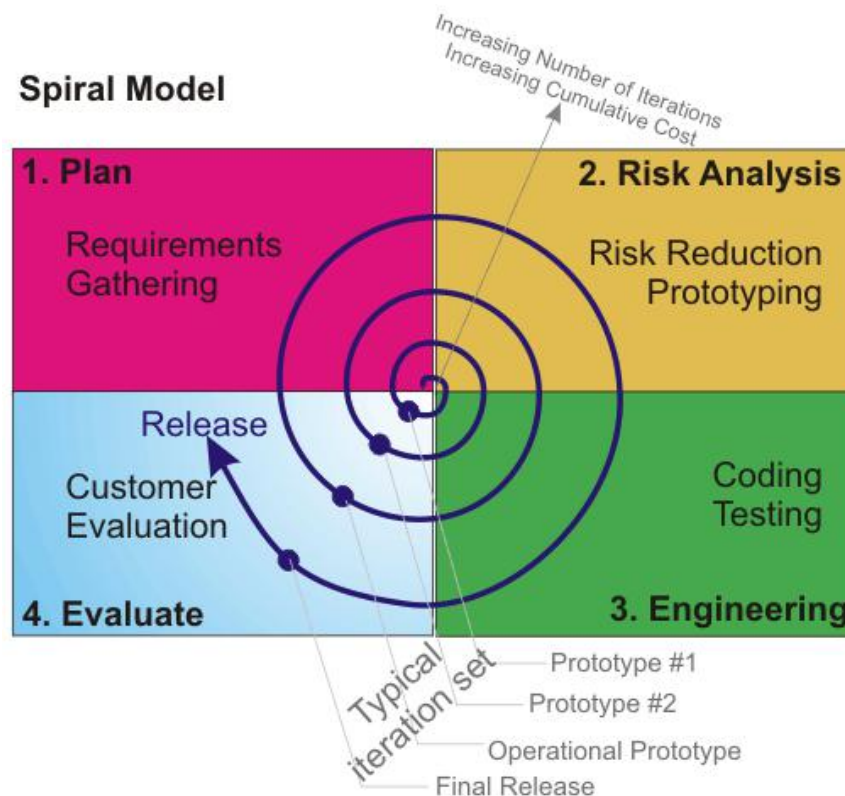 Increasing Number of Iterations
Increasing Cumulative Cost
Spiral Model
1. Plan
2. Risk Analysis
Requirements
Gathering
Risk Reduction
Prototyping
Release
Customer
Evaluation
Coding
Testing
4. Evaluate
3. Engineering
Typical
iteration set
Prototype #1
Prototype #2
Operational Prototype
Final Release